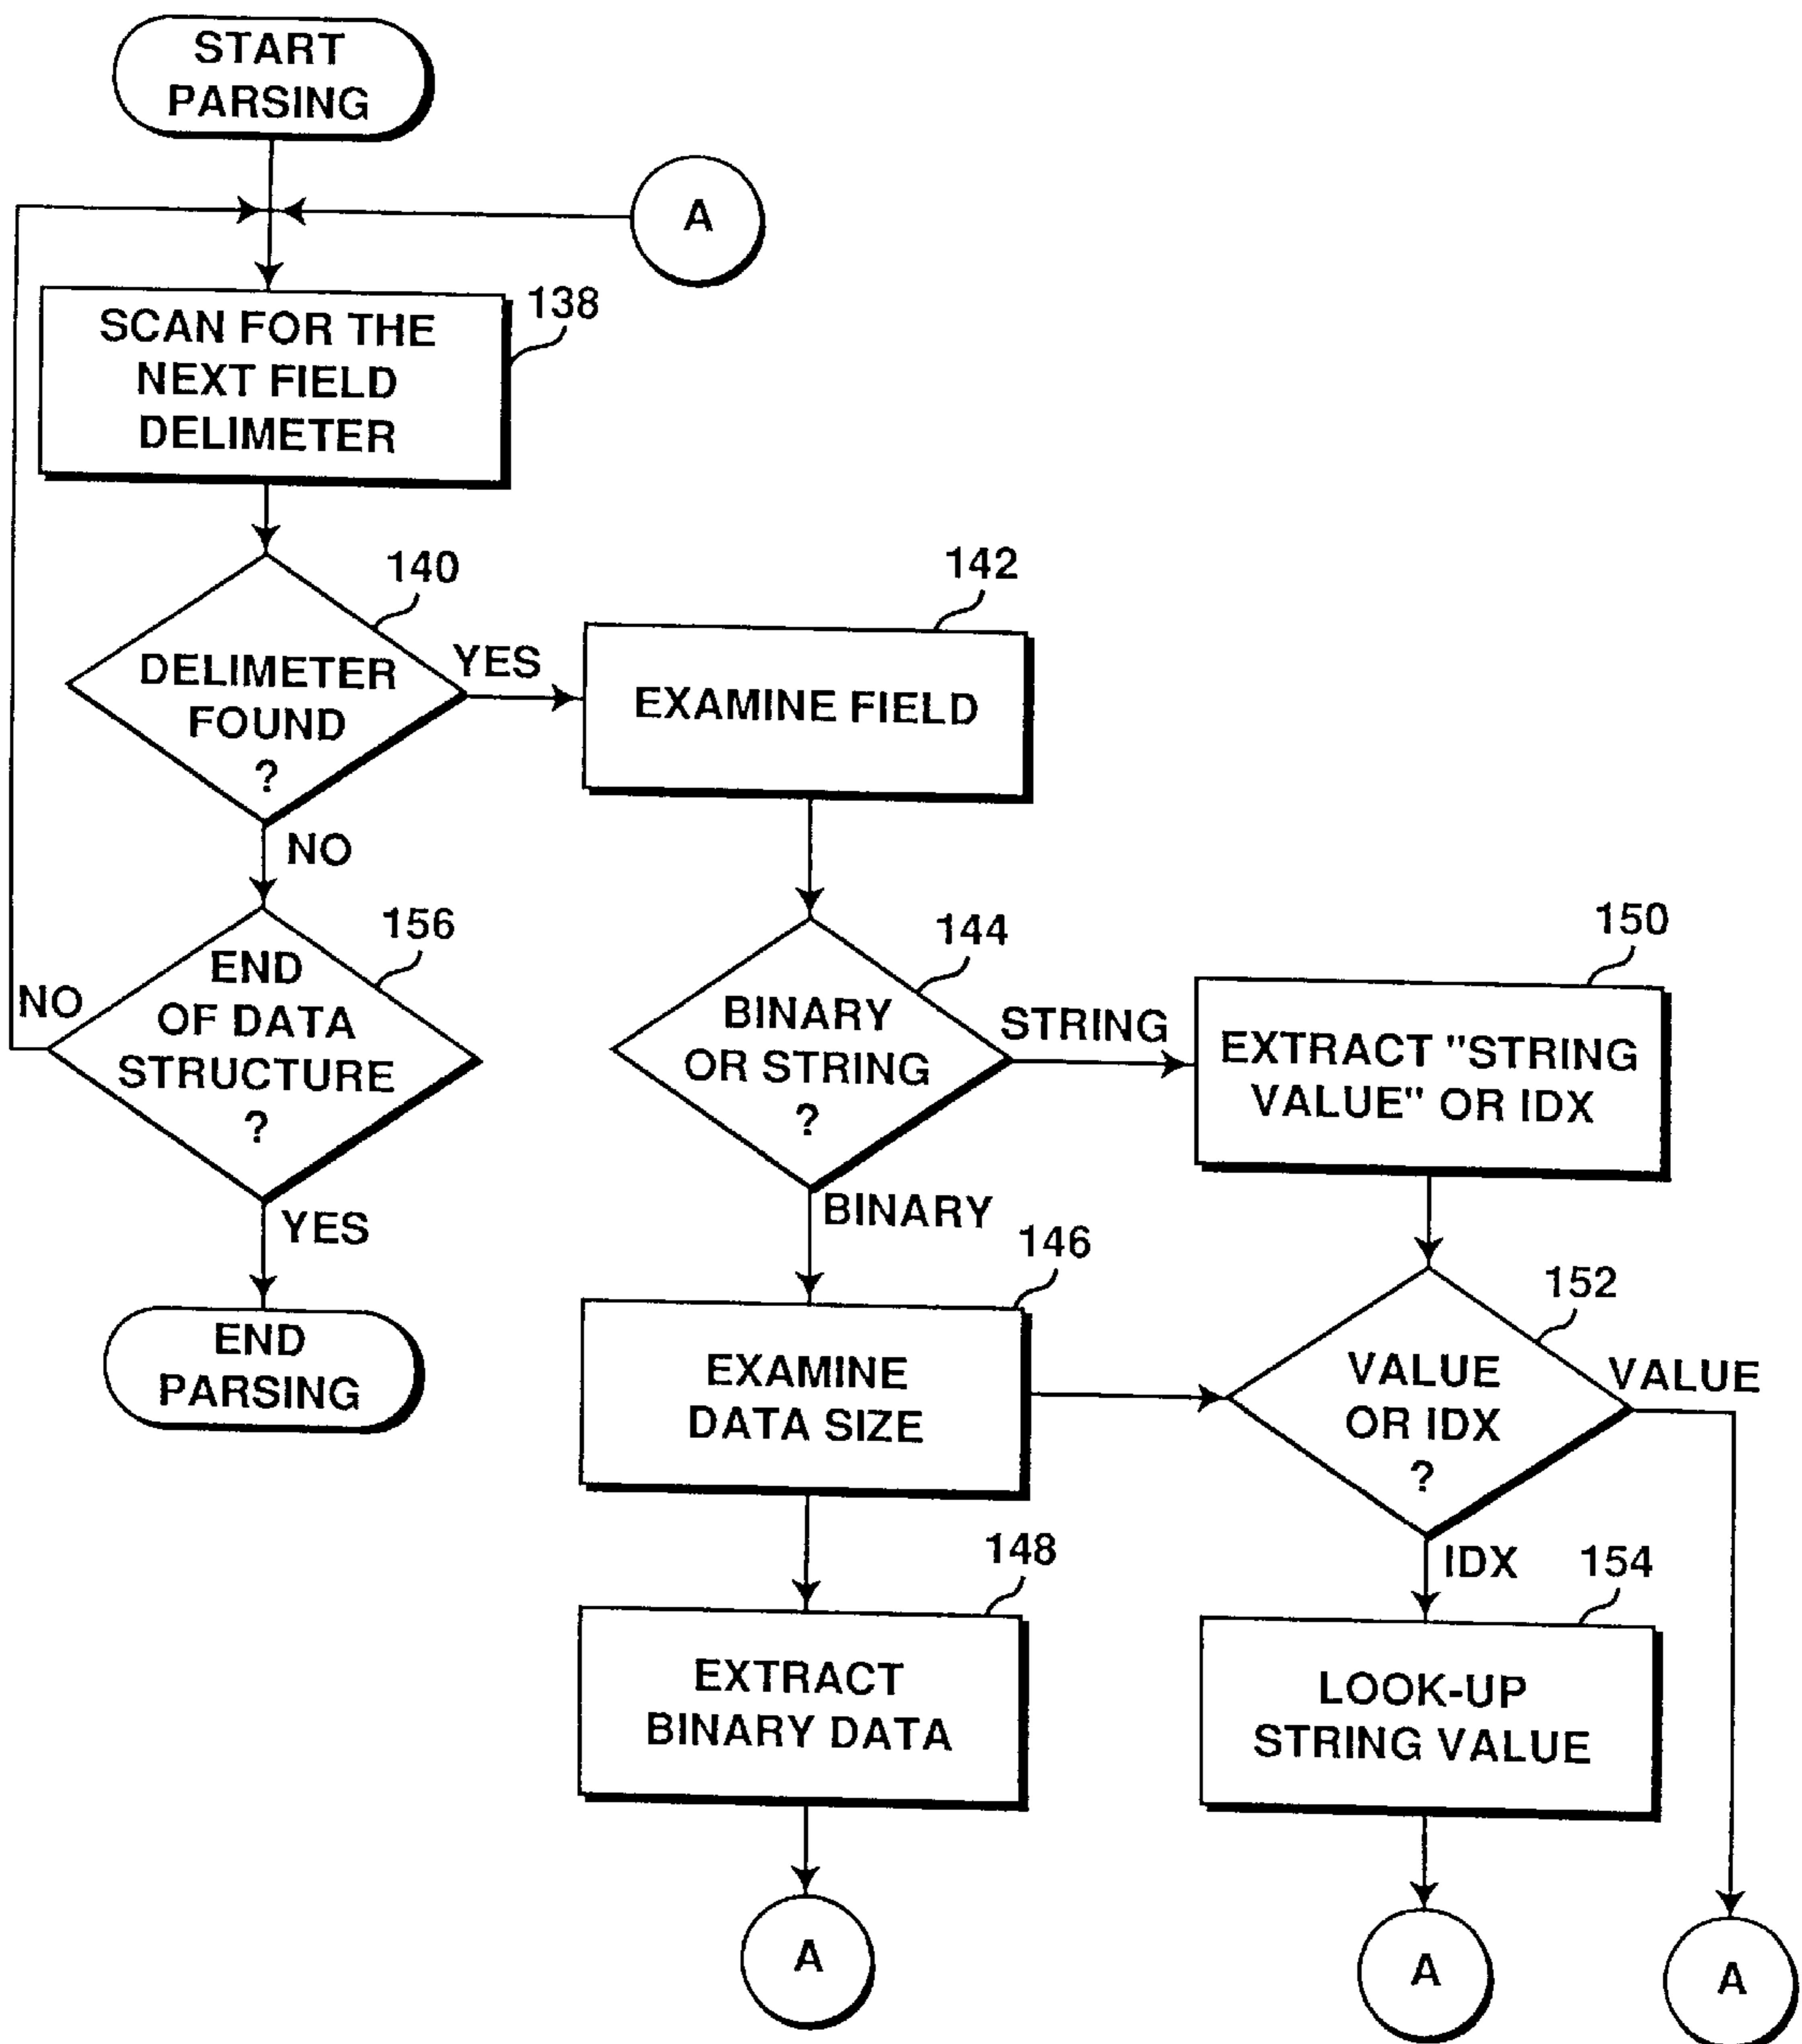 START
PARSING
A
138
SCAN FOR THE
NEXT FIELD
DELIMETER
140
DELIMETER
FOUND
?
YES
NO
142
EXAMINE FIELD
156
END
OF DATA
STRUCTURE
?
NO
YES
END
PARSING
144
BINARY
OR STRING
?
STRING
BINARY
150
EXTRACT "STRING
VALUE" OR IDX
146
EXAMINE
DATA SIZE
152
VALUE
OR IDX
?
VALUE
IDX
148
EXTRACT
BINARY DATA
154
LOOK-UP
STRING VALUE
A
A
A